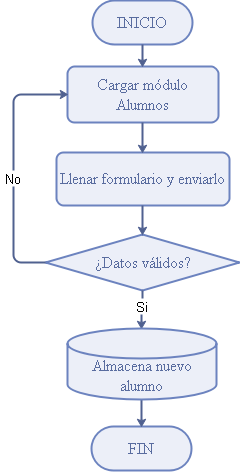 INICIO
Cargar módulo
Alumnos
Llenar formulario y enviarlo
¿Datos válidos?
No
Si
Almacena nuevo
alumno
FIN